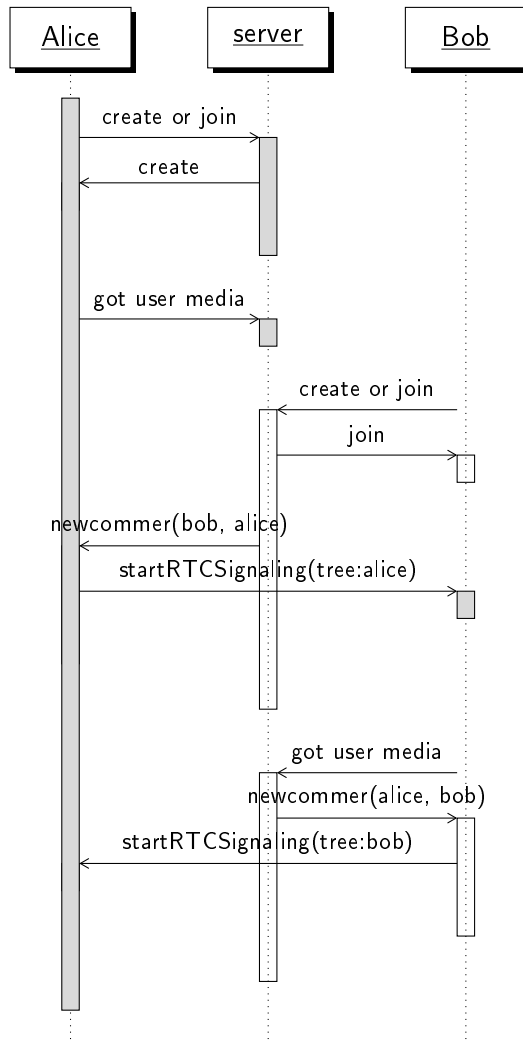 Alice
server
Bob
create or join
create
got user media
create or join
join
newcommer(bob, alice)
startRTCSignaling(tree:alice)
got user media
newcommer(alice, bob)
startRTCSignaling(tree:bob)